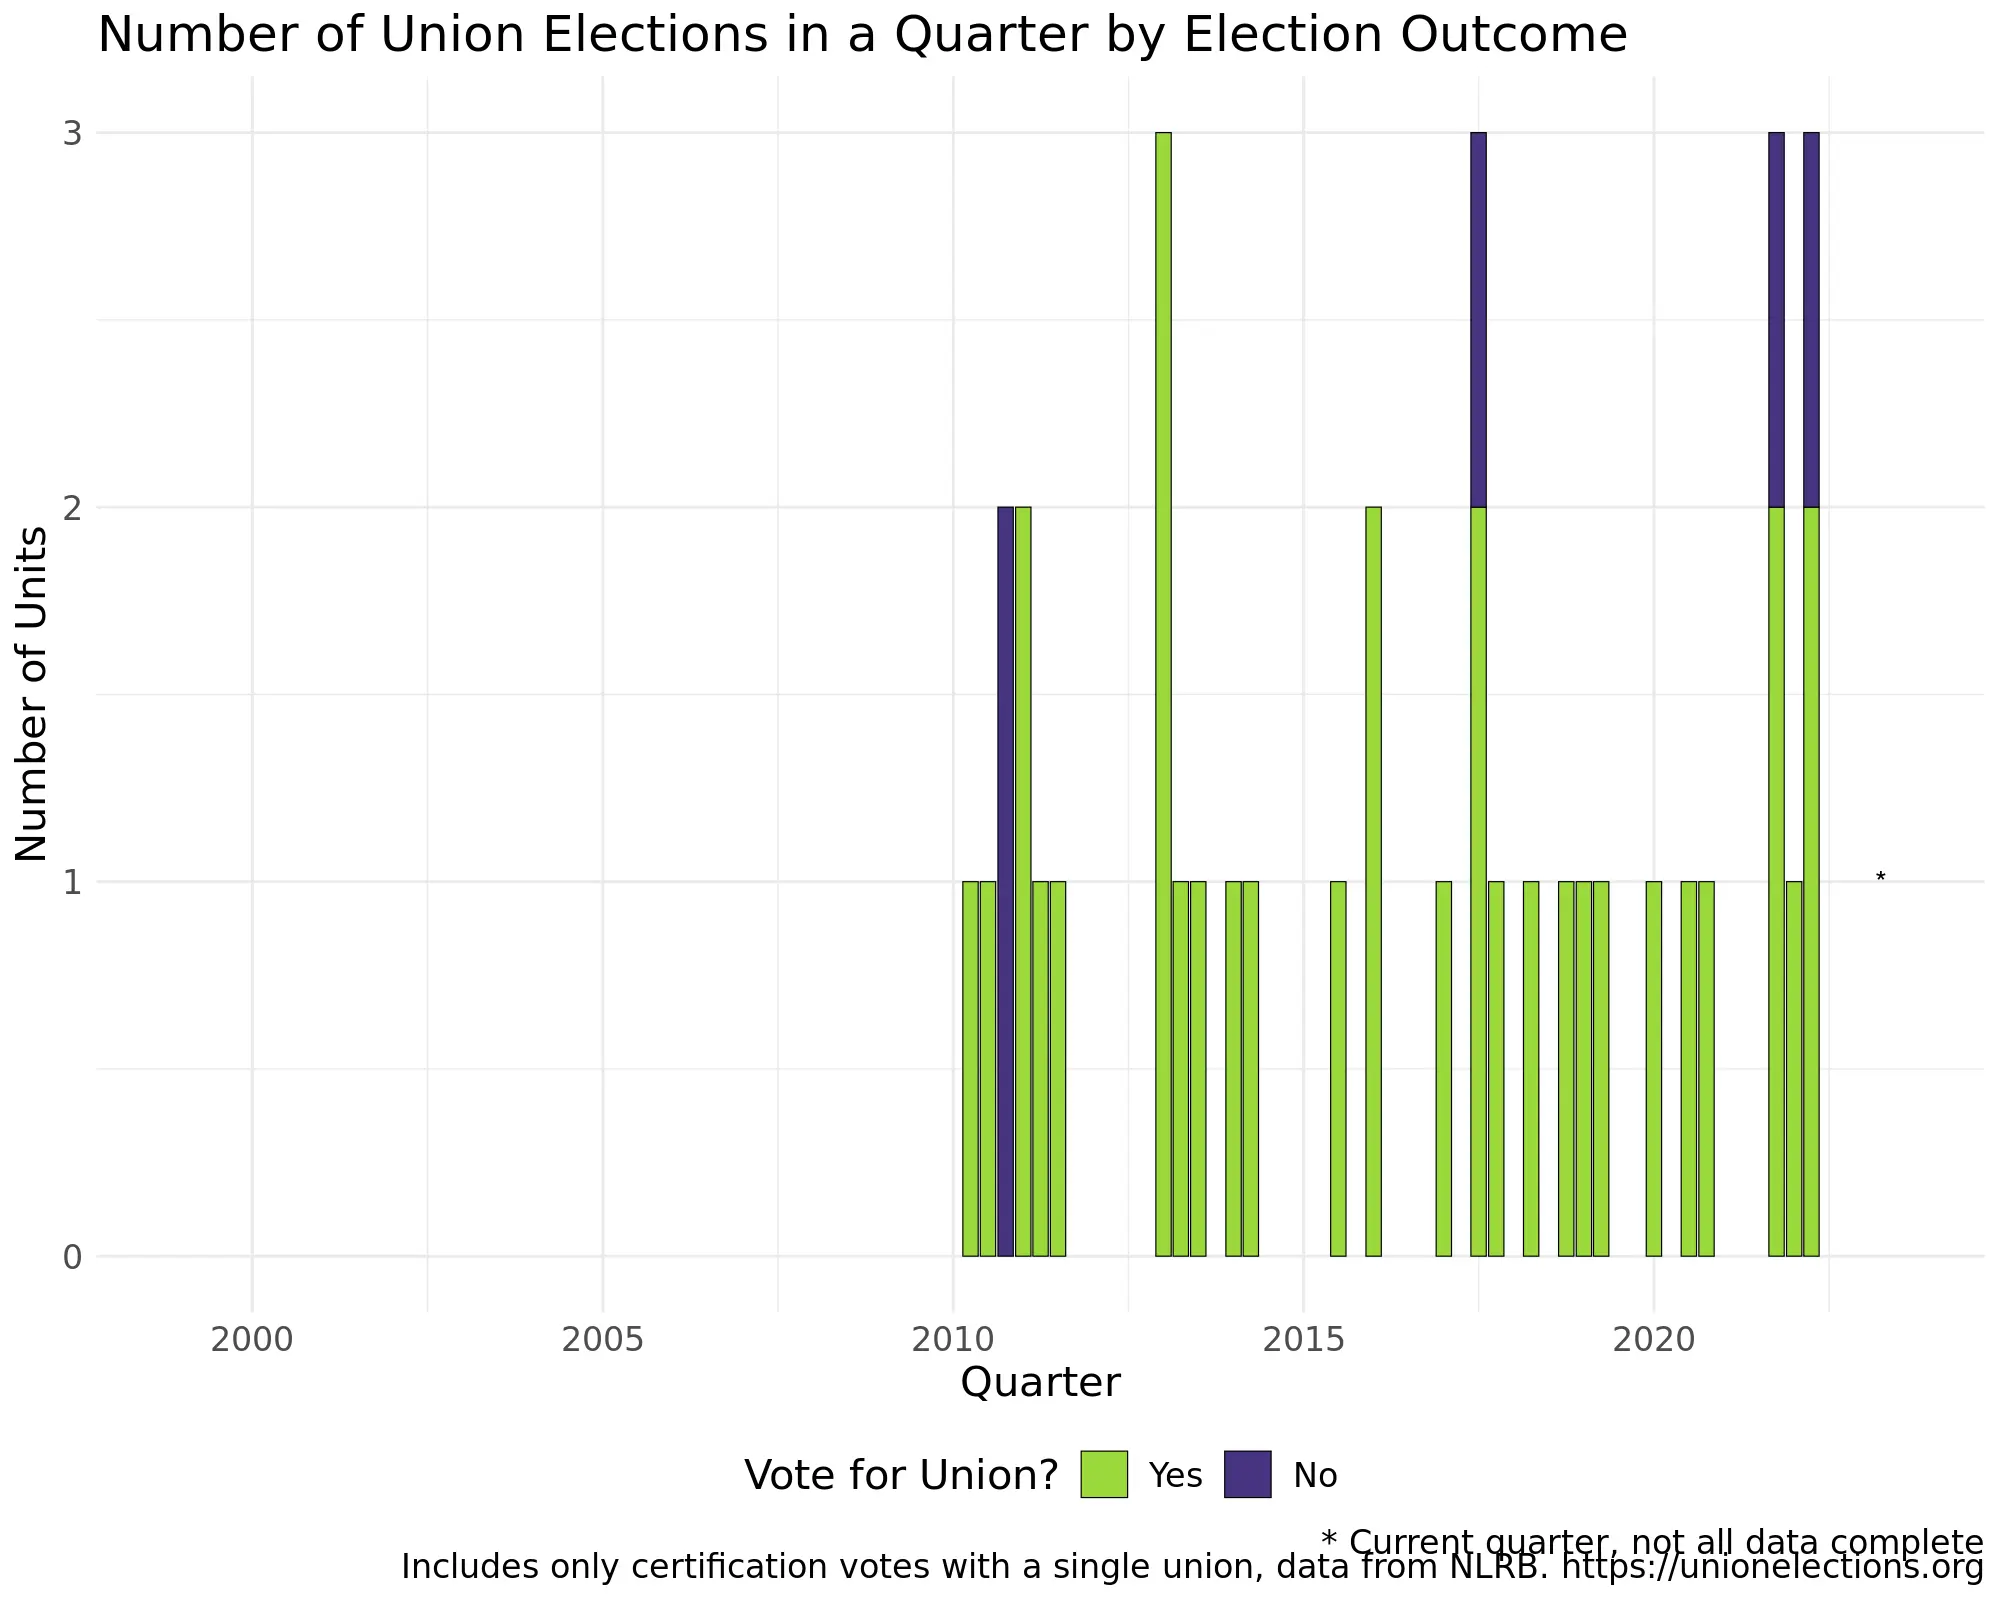 Number of Union Elections in a Quarter by Election Outcome
3
2
1
0
Number of Units
*
2000 2005 2010 2015 2020
Quarter
Vote for Union? Yes No
* Current quarter, not all data complete
Includes only certification votes with a single union, data from NLRB. https://unionelections.org